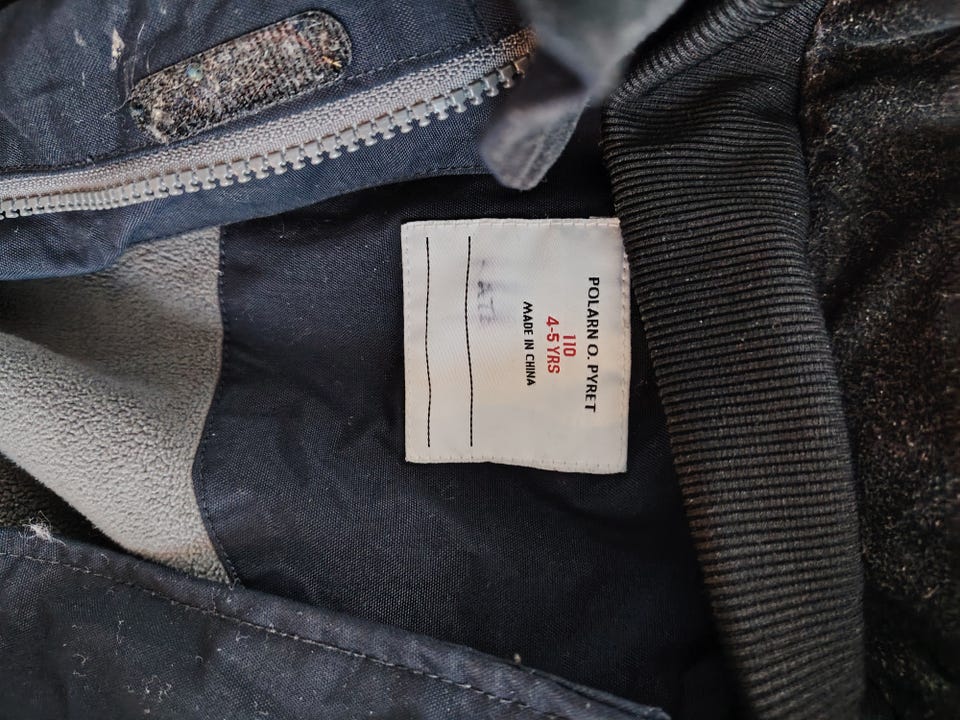 POLARN O. PYRET
110
4-5 YRS
MADE IN CHINA